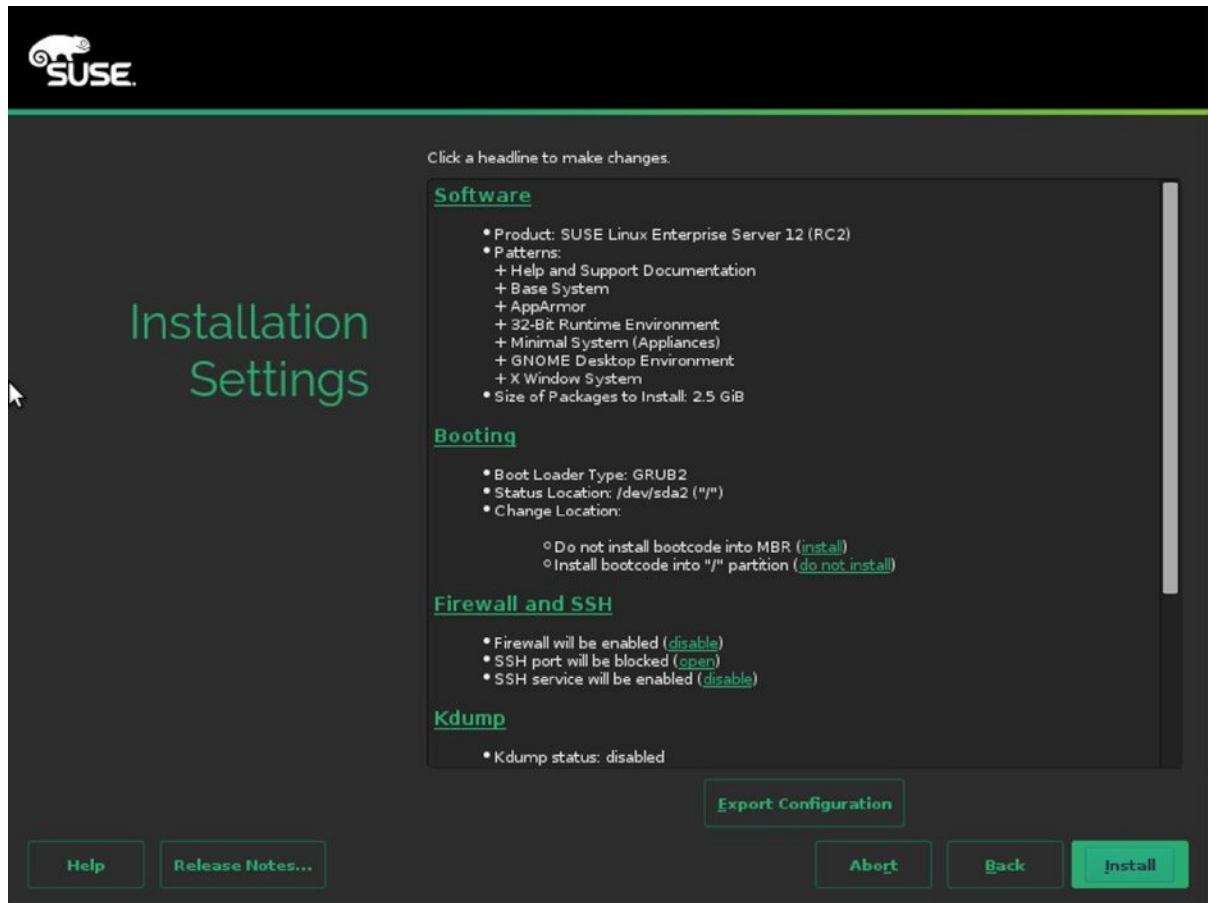 SUSE.
Click a headline to make changes.
Installation
Settings
Software
• Product: SUSE Linux Enterprise Server 12 (RC2)
• Patterns:
+ Help and Support Documentation
+ Base System
+ AppArmor
+ 32-Bit Runtime Environment
+ Minimal System (Appliances)
+ GNOME Desktop Environment
+ X Window System
• Size of Packages to Install: 2.5 GiB
Booting
• Boot Loader Type: GRUB2
• Status Location: /dev/sda2 ("/")
• Change Location:
○ Do not install bootcode into MBR (install)
○ Install bootcode into "/" partition (do not install)
Firewall and SSH
• Firewall will be enabled (disable)
• SSH port will be blocked (open)
• SSH service will be enabled (disable)
Kdump
• Kdump status: disabled
Export Configuration
Help
Release Notes...
Abort
Back
Install